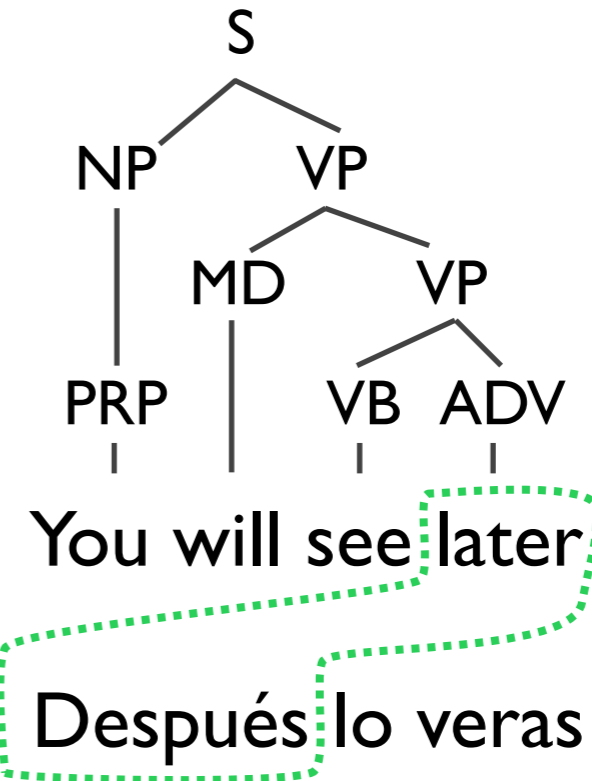 S
NP VP
MD VP
PRP VB ADV
You will see later
Después lo veras